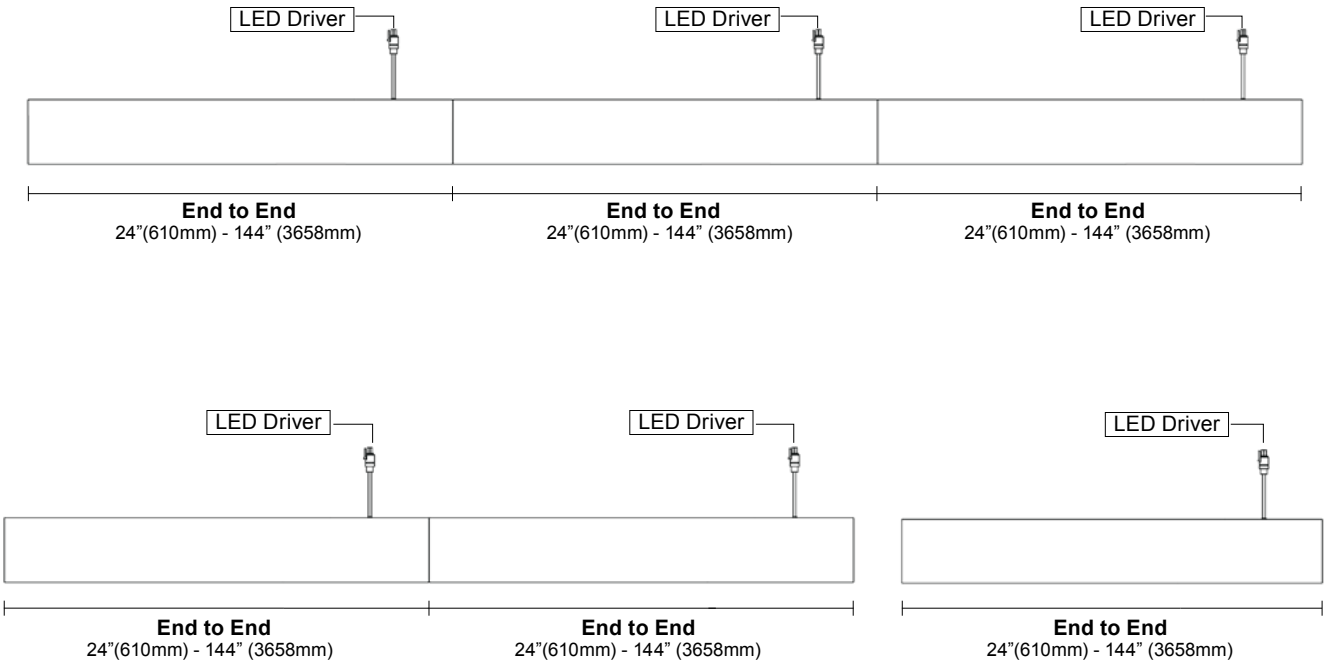 LED Driver
LED Driver
LED Driver
End to End
24”(610mm) - 144” (3658mm)
End to End
24”(610mm) - 144” (3658mm)
End to End
24”(610mm) - 144” (3658mm)
LED Driver
LED Driver
LED Driver
End to End
24”(610mm) - 144” (3658mm)
End to End
24”(610mm) - 144” (3658mm)
End to End
24”(610mm) - 144” (3658mm)